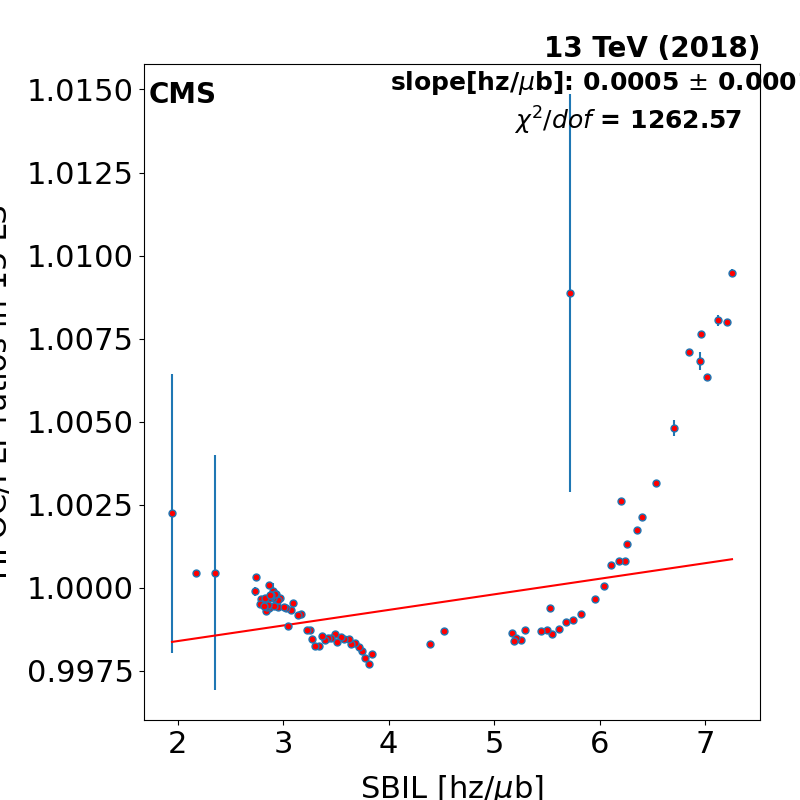 13 TeV (2018)
slope[hz/μb]: 0.0005 ± 0.000
CMS
χ²/dof = 1262.57
1.0150
1.0125
1.0100
1.0075
1.0050
1.0025
1.0000
0.9975
2 3 4 5 6 7
SBIL [hz/μb]